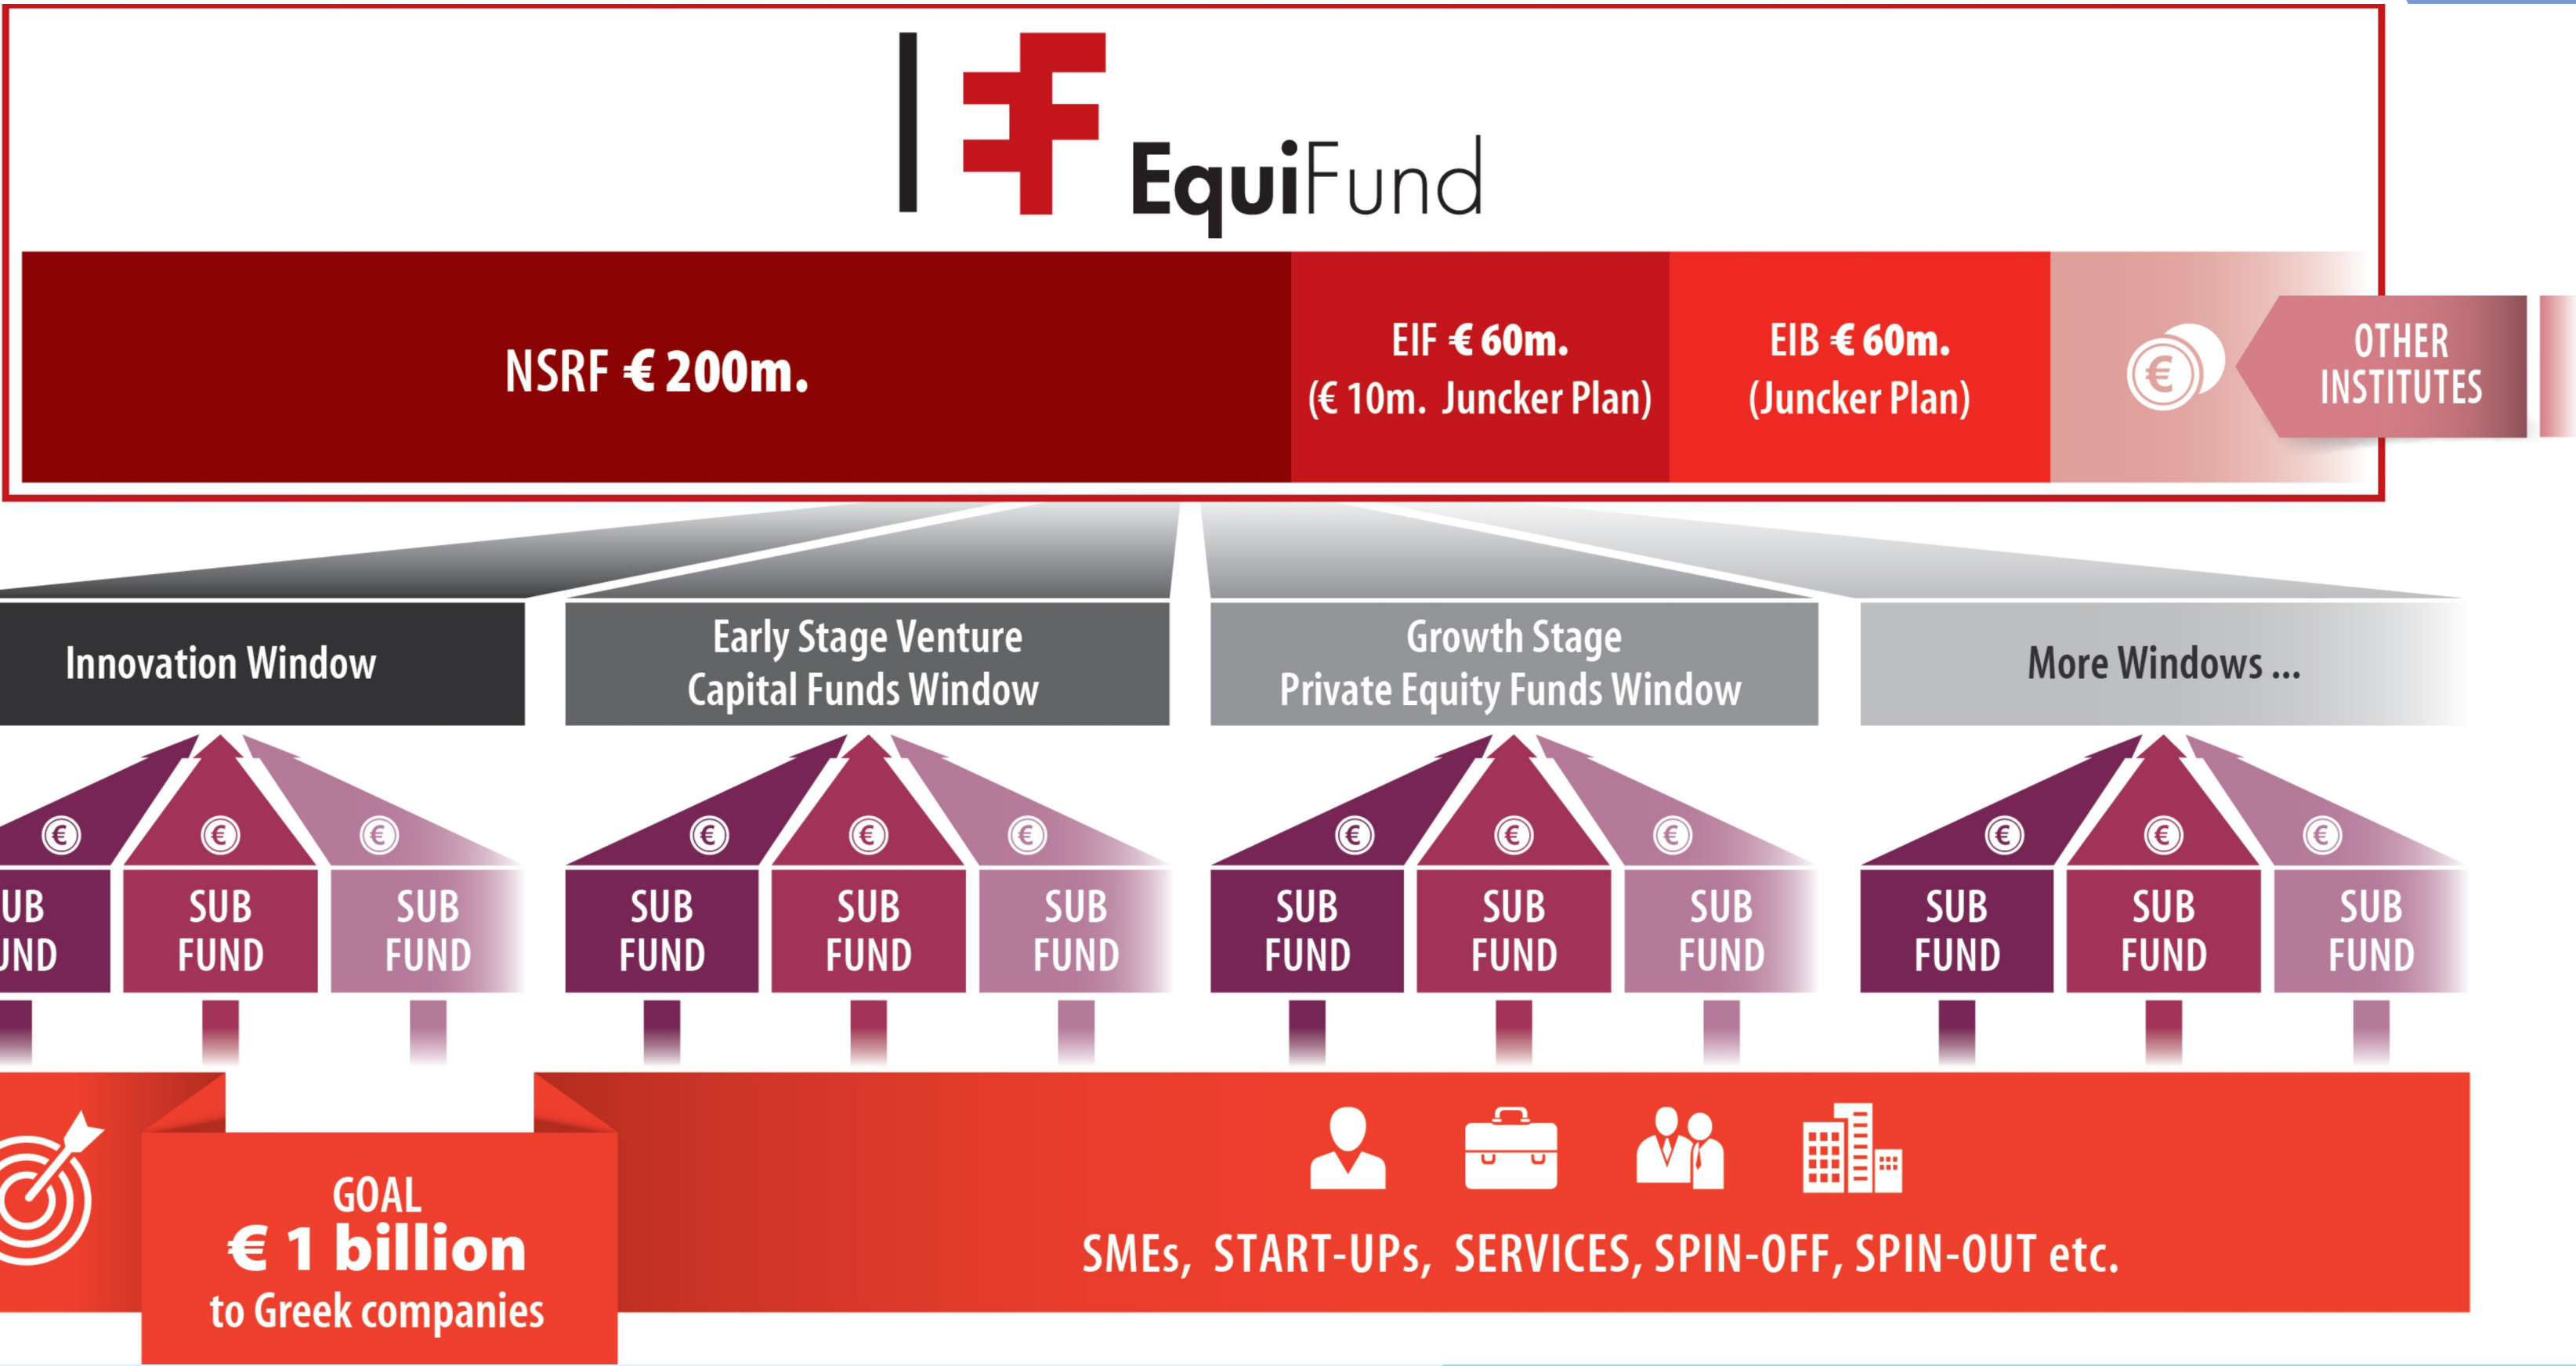 EquiFund
NSRF € 200m.
EIF € 60m.
(€ 10m. Juncker Plan)
EIB € 60m.
(Juncker Plan)
€
OTHER
INSTITUTES
Innovation Window
Early Stage Venture
Capital Funds Window
Growth Stage
Private Equity Funds Window
More Windows ...
€ € € € € € € € € € € €
UB
UND
SUB
FUND
SUB
FUND
SUB
FUND
SUB
FUND
SUB
FUND
SUB
FUND
SUB
FUND
SUB
FUND
SUB
FUND
SUB
FUND
SUB
FUND
GOAL
€ 1 billion
to Greek companies
SMEs, START-UPs, SERVICES, SPIN-OFF, SPIN-OUT etc.